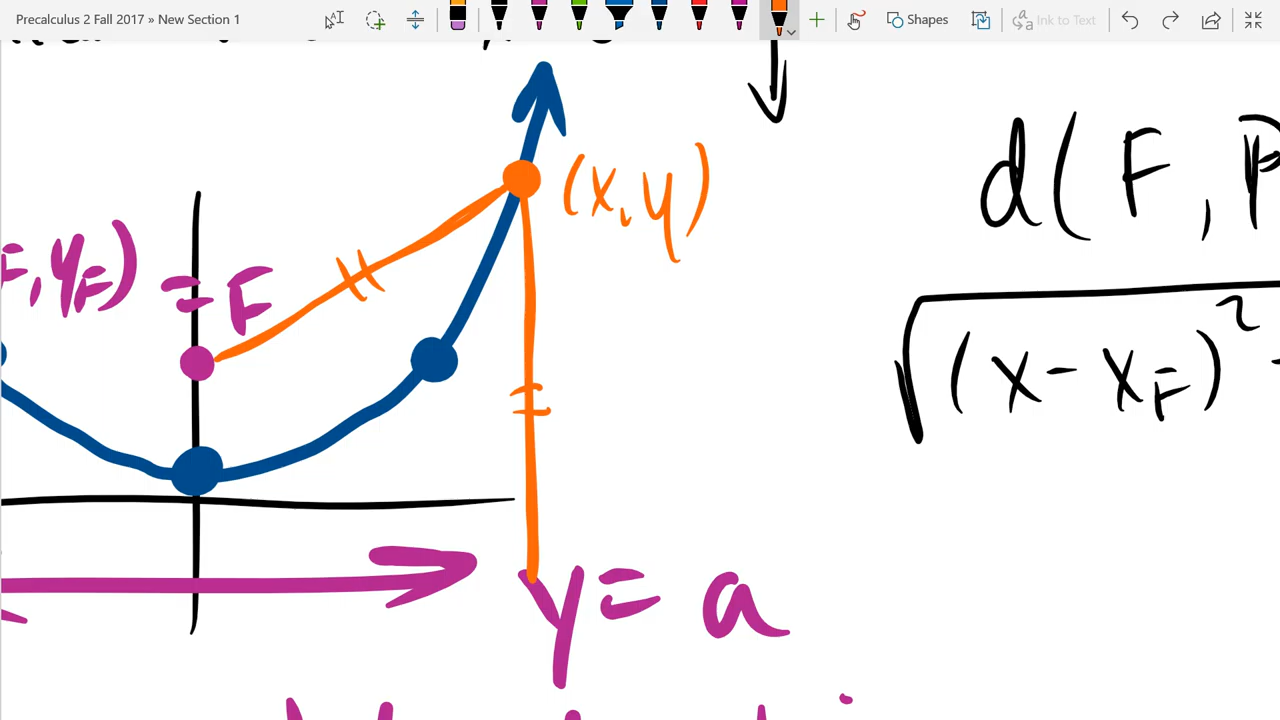 Precalculus 2 Fall 2017 » New Section 1
Shapes
Ink to Text
d( F, P
(x, y)
F, yF) = F
√(x - xF)²
y = a